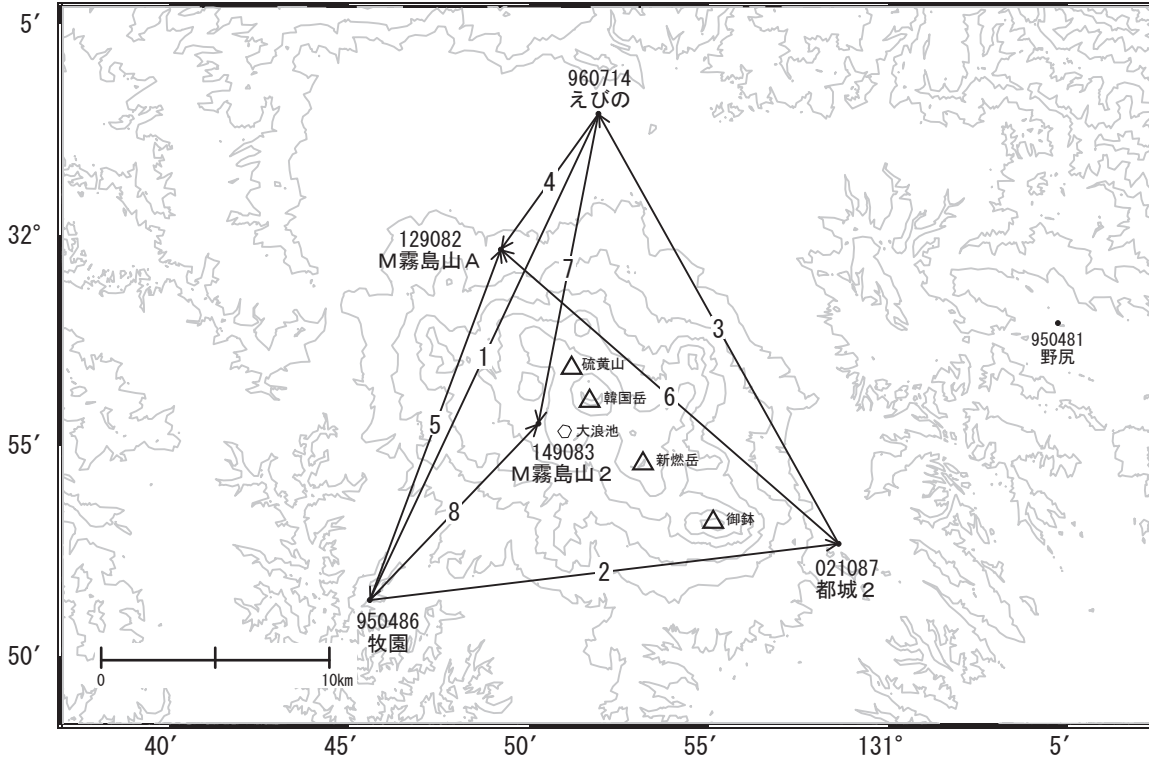 5′
960714
えびの
4
32°
129082
M霧島山A
7
3
950481
野尻
1
硫黄山
韓国岳
6
5
大浪池
55′
149083
M霧島山2
新燃岳
8
御鉢
2
021087
都城2
950486
牧園
50′
0
10km
40′
45′
50′
55′
131°
5′